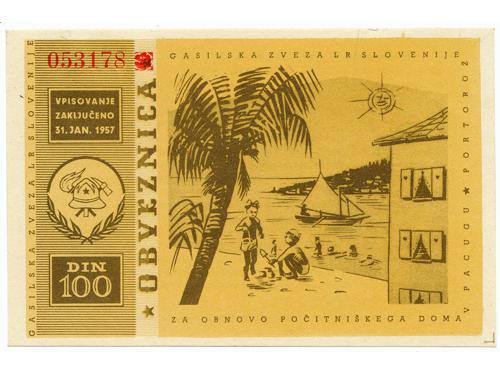 GASILSKA ZVEZA LR SLOVENIJE
053178
VPISOVANJE
ZAKLJUČENO
31. JAN. 1957
DIN
100
★ OBVEZNICA
GASILSKA ZVEZA LR SLOVENIJE
ZA OBNOVO POČITNIŠKEGA DOMA
V PACUGU ★ PORTOROŽ